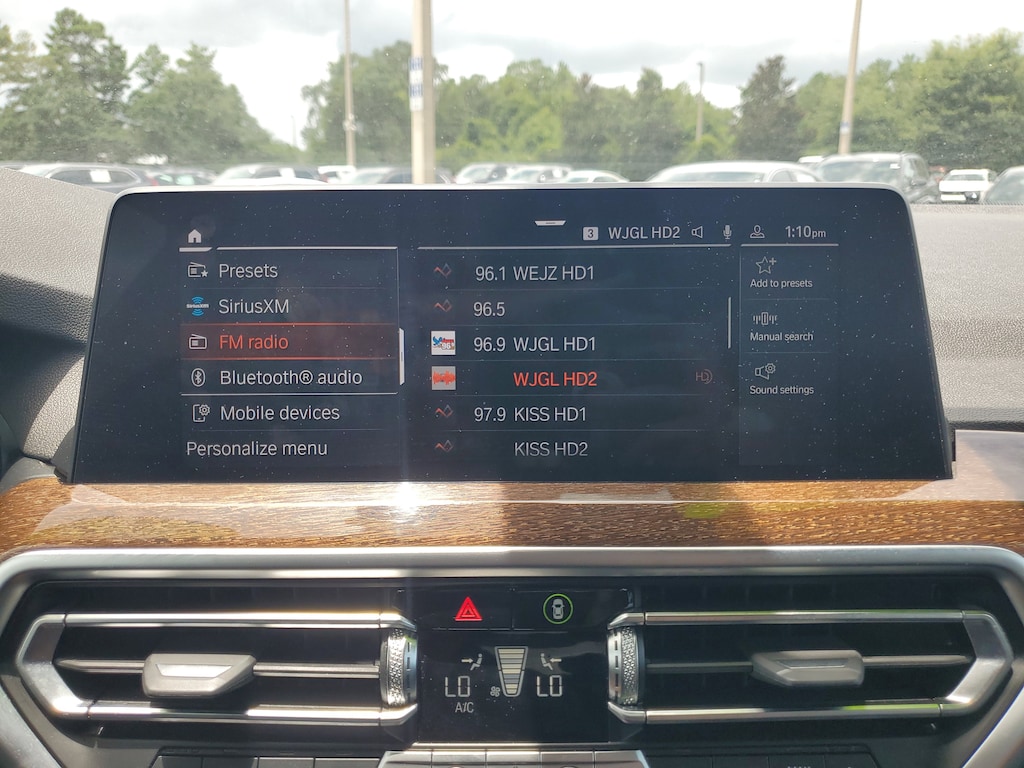 3 WJGL HD2 1:10pm
Presets
SiriusXM
FM radio
Bluetooth® audio
Mobile devices
Personalize menu
96.1 WEJZ HD1
96.5
96.9 WJGL HD1
WJGL HD2 HD
97.9 KISS HD1
KISS HD2
Add to presets
Manual search
Sound settings
LO LO
A/C